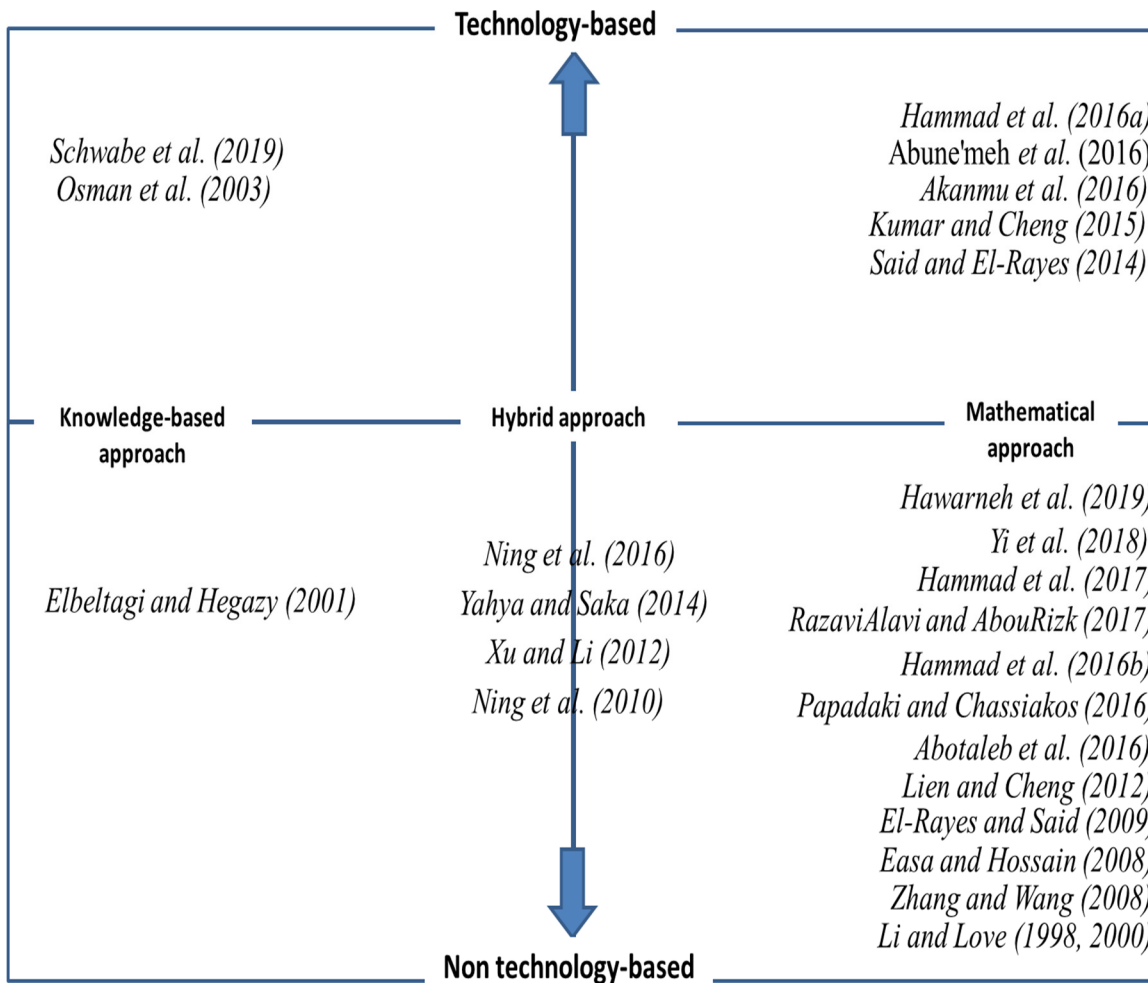 Technology-based
Schwabe et al. (2019)
Osman et al. (2003)
Hammad et al. (2016a)
Abune'meh et al. (2016)
Akanmu et al. (2016)
Kumar and Cheng (2015)
Said and El-Rayes (2014)
Knowledge-based
approach
Hybrid approach
Mathematical
approach
Elbeltagi and Hegazy (2001)
Ning et al. (2016)
Yahya and Saka (2014)
Xu and Li (2012)
Ning et al. (2010)
Hawarneh et al. (2019)
Yi et al. (2018)
Hammad et al. (2017)
RazaviAlavi and AbouRizk (2017)
Hammad et al. (2016b)
Papadaki and Chassiakos (2016)
Abotaleb et al. (2016)
Lien and Cheng (2012)
El-Rayes and Said (2009)
Easa and Hossain (2008)
Zhang and Wang (2008)
Li and Love (1998, 2000)
Non technology-based